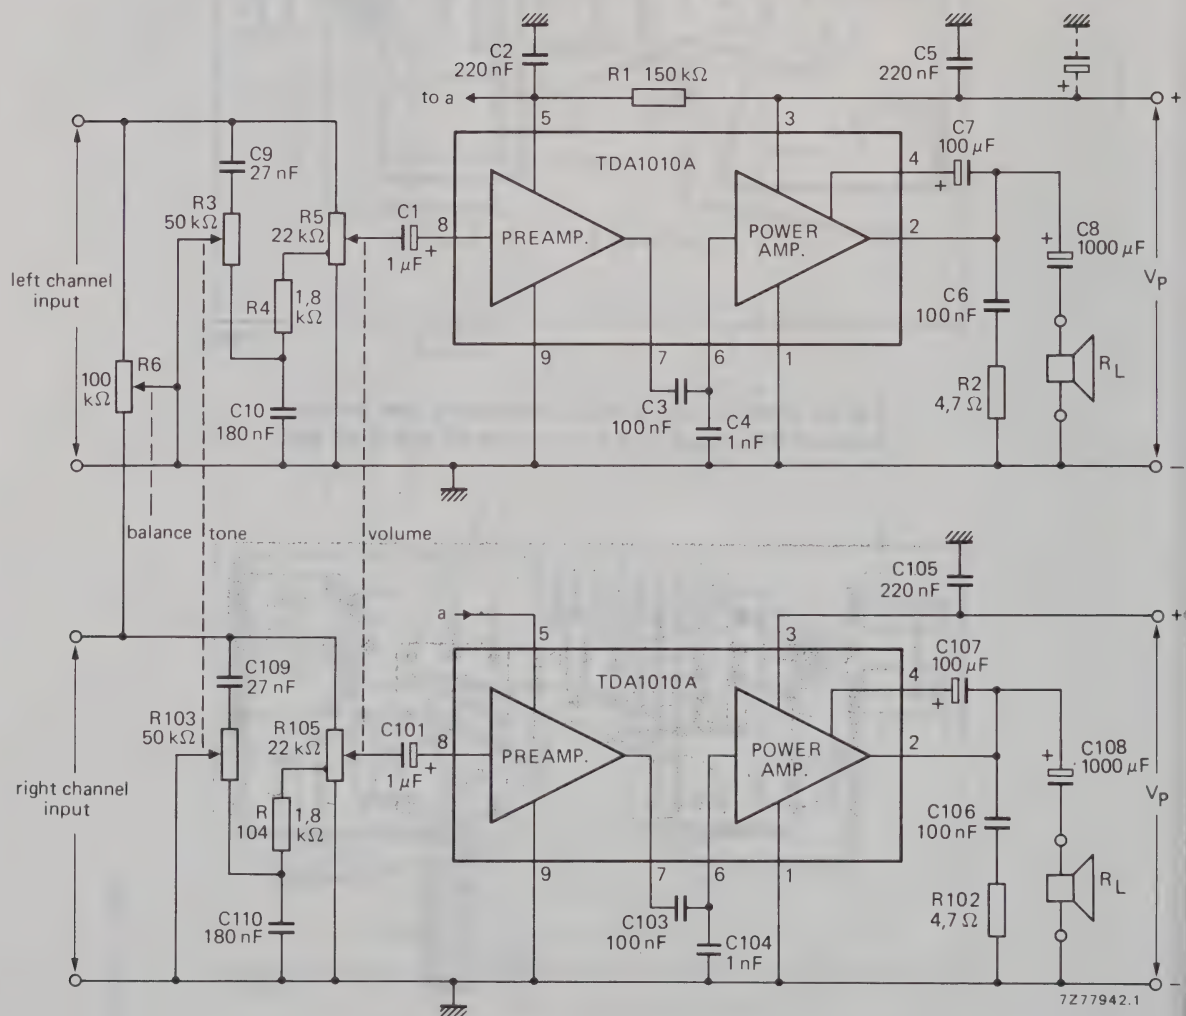 C2
220 nF
R1 150 kΩ
C5
220 nF
+
to a
+
5
3
C7
100 μF
+
4
C9
27 nF
TDA1010A
R3
50 kΩ
R5
22 kΩ
C1
1 μF
+
8
PREAMP.
POWER
AMP.
2
+
C8
1000 μF
VP
left channel
input
R4
1,8
kΩ
C6
100 nF
RL
R6
100
kΩ
9
7
6
1
C3
100 nF
R2
4,7 Ω
C10
180 nF
C4
1 nF
−
balance
tone
volume
C105
220 nF
a
5
3
+
C107
100 μF
+
4
C109
27 nF
TDA1010A
R103
50 kΩ
R105
22 kΩ
C101
1 μF
+
8
PREAMP.
POWER
AMP.
2
+
C108
1000 μF
VP
right channel
input
R
104
1,8
kΩ
C106
100 nF
RL
9
7
6
1
C103
100 nF
R102
4,7 Ω
C110
180 nF
C104
1 nF
−
7Z77942.1